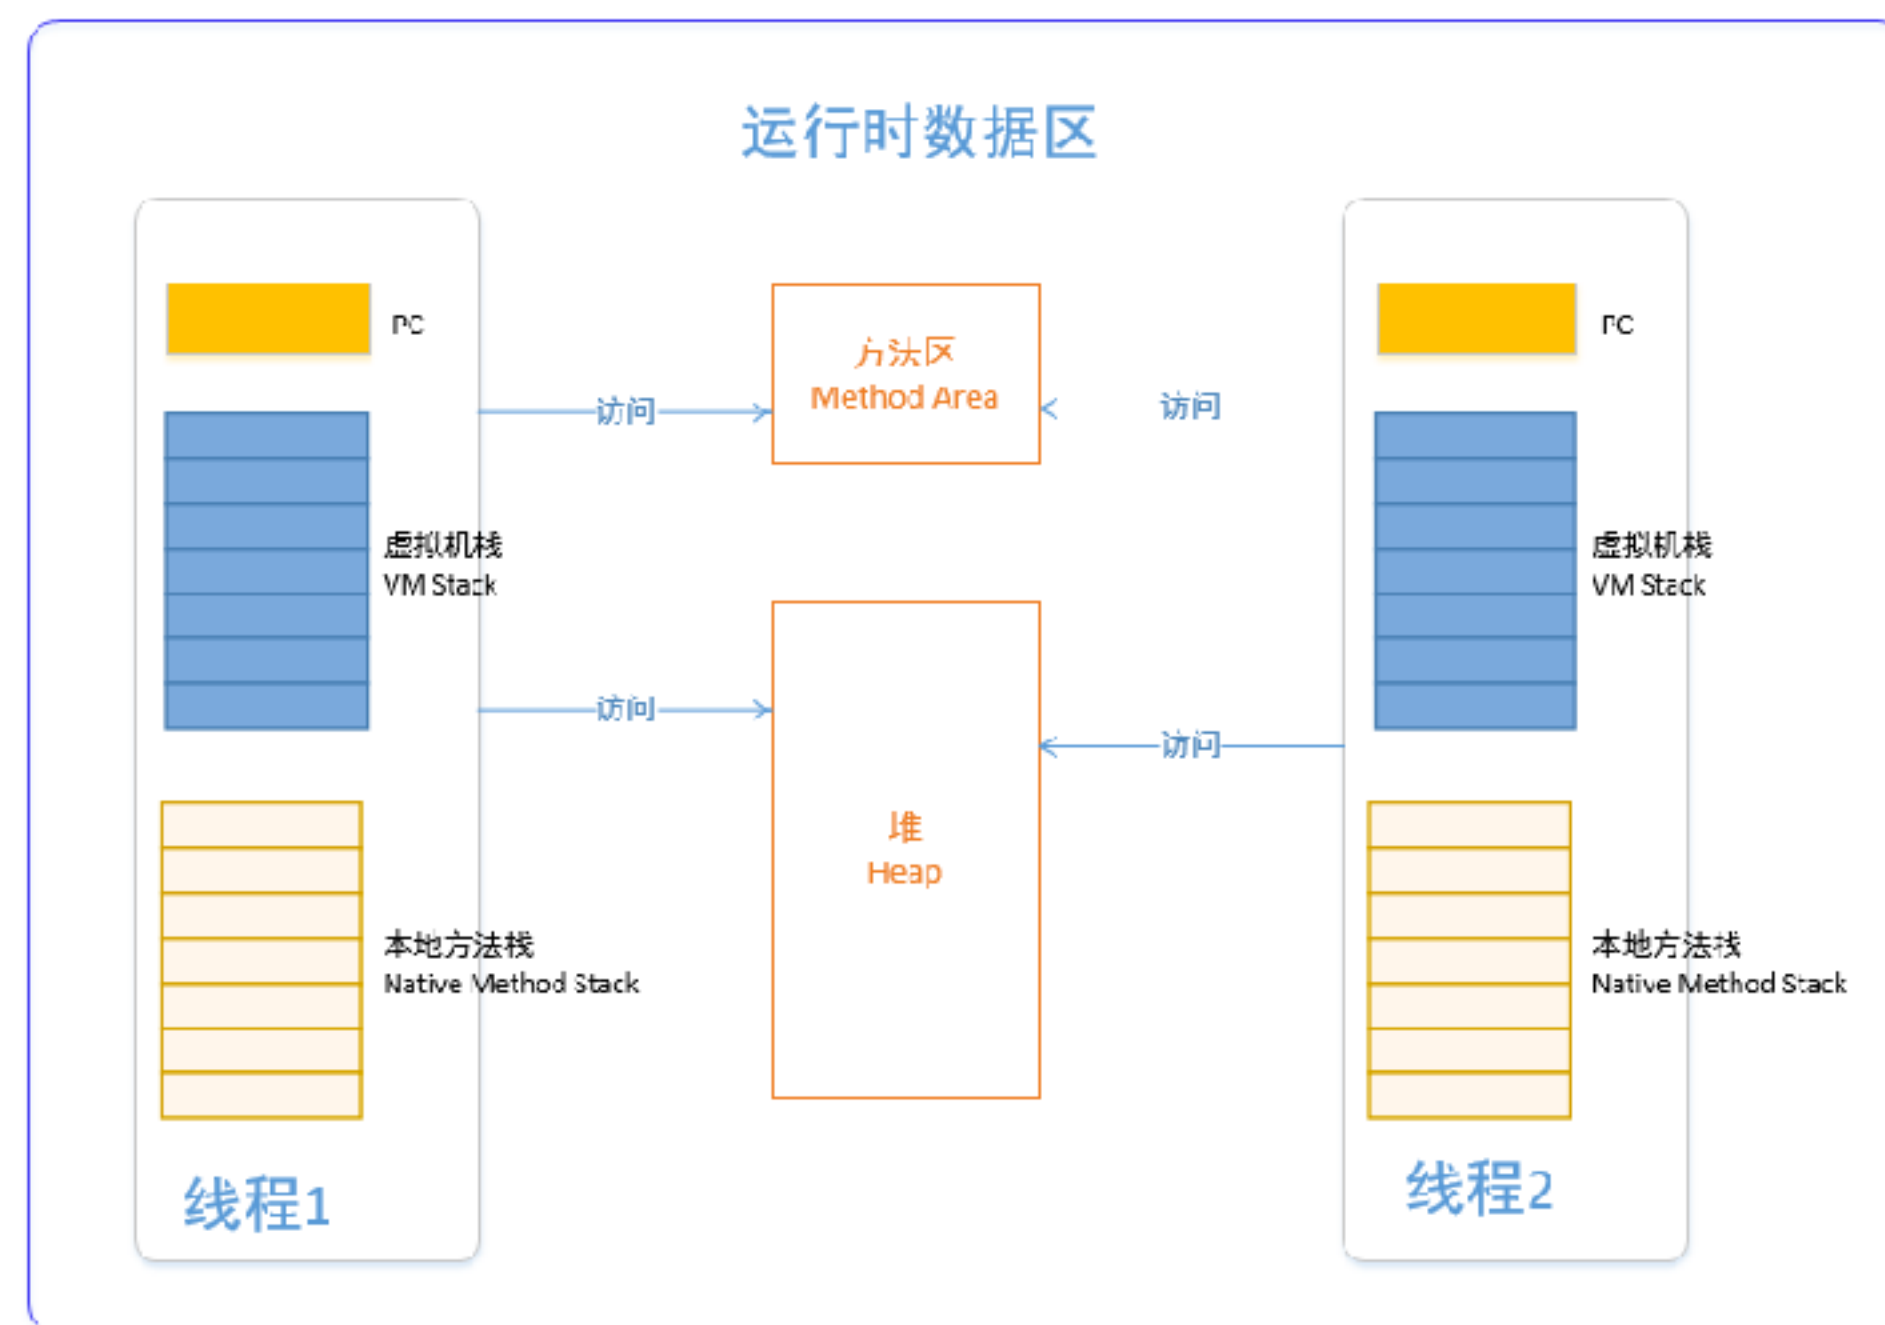 运行时数据区
PC
虚拟机栈
VM Stack
本地方法栈
Native Method Stack
线程1
访问
访问
方法区
Method Area
堆
Heap
访问
访问
PC
虚拟机栈
VM Stack
本地方法栈
Native Method Stack
线程2